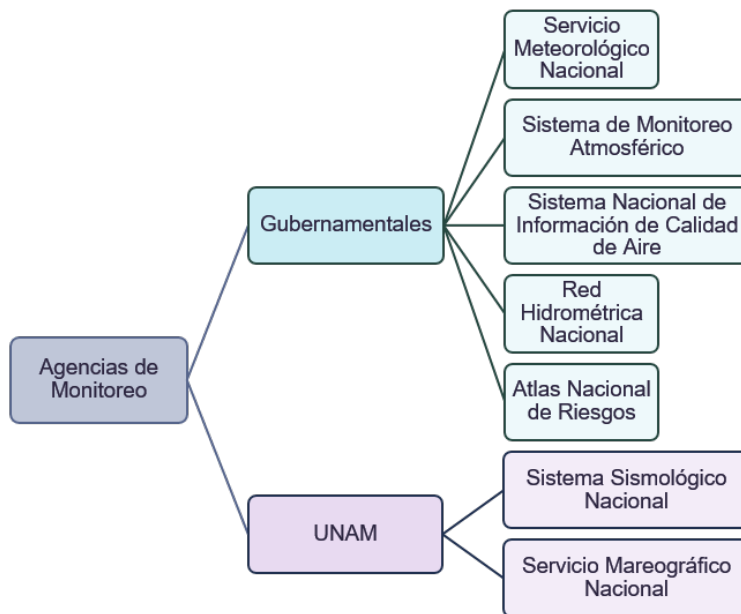 Servicio
Meteorológico
Nacional
Sistema de Monitoreo
Atmosférico
Gubernamentales
Sistema Nacional de
Información de Calidad
de Aire
Red
Hidrométrica
Nacional
Agencias de
Monitoreo
Atlas Nacional
de Riesgos
Sistema Sismológico
Nacional
UNAM
Servicio Mareográfico
Nacional